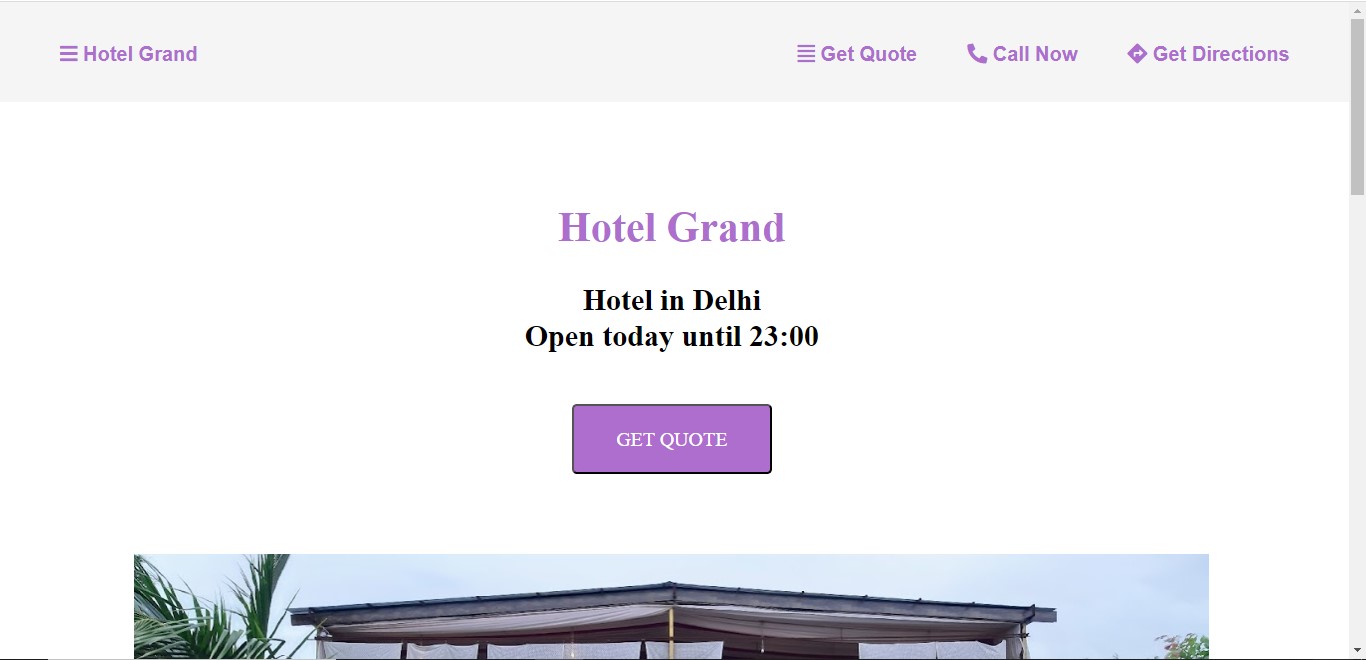 Hotel Grand
Get Quote
Call Now
Get Directions
Hotel Grand
Hotel in Delhi
Open today until 23:00
GET QUOTE